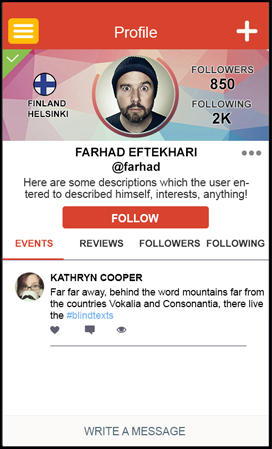 Profile
FOLLOWERS
850
FINLAND
HELSINKI
FOLLOWING
2K
FARHAD EFTEKHARI
@farhad
Here are some descriptions which the user en-
tered to described himself, interests, anything!
FOLLOW
EVENTS REVIEWS FOLLOWERS FOLLOWING
KATHRYN COOPER
Far far away, behind the word mountains far from
the countries Vokalia and Consonantia, there live
the #blindtexts
WRITE A MESSAGE